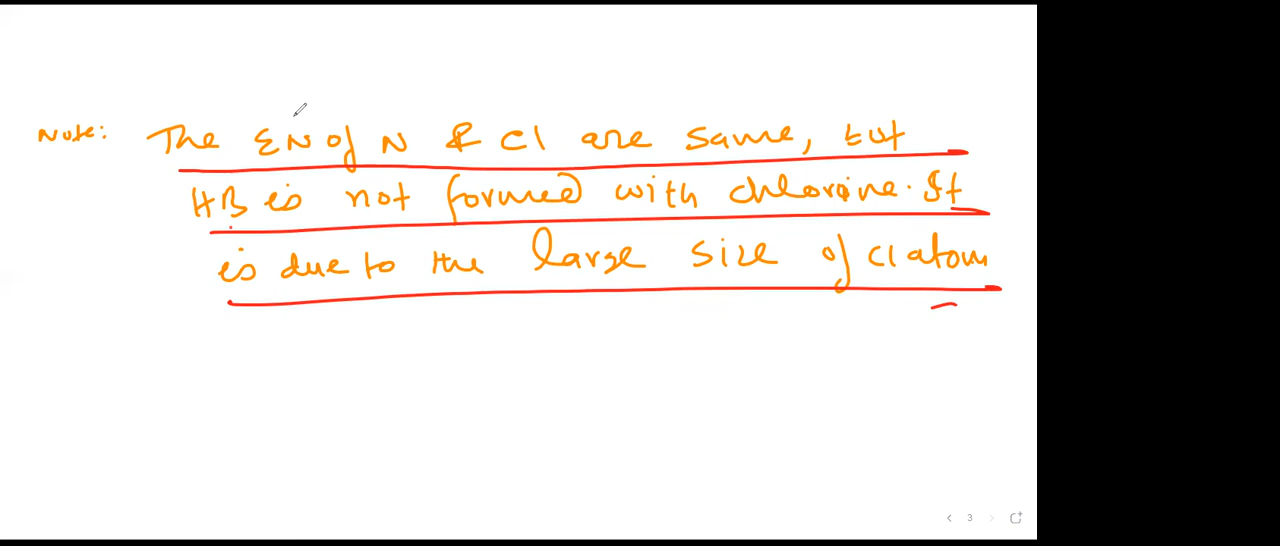 Note: The EN of N & Cl are same, but
HB is not formed with chlorine. It
is due to the large size of Cl atom
3